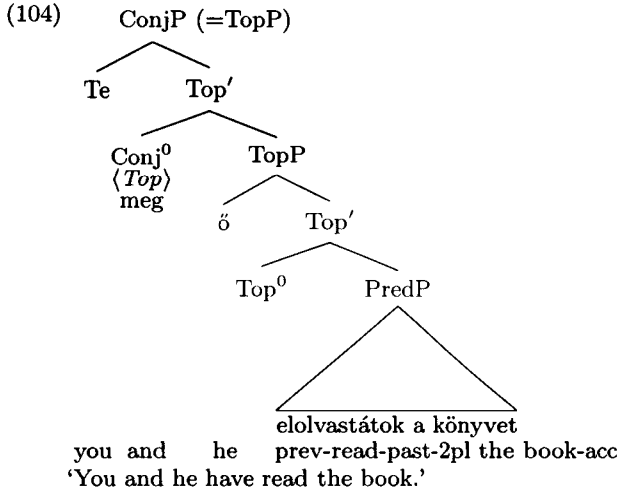 (104) ConjP (=TopP)
Te Top′
Conj⁰ TopP
⟨Top⟩
meg
ő Top′
Top⁰ PredP
elolvastátok a könyvet
you and he prev-read-past-2pl the book-acc
‘You and he have read the book.’